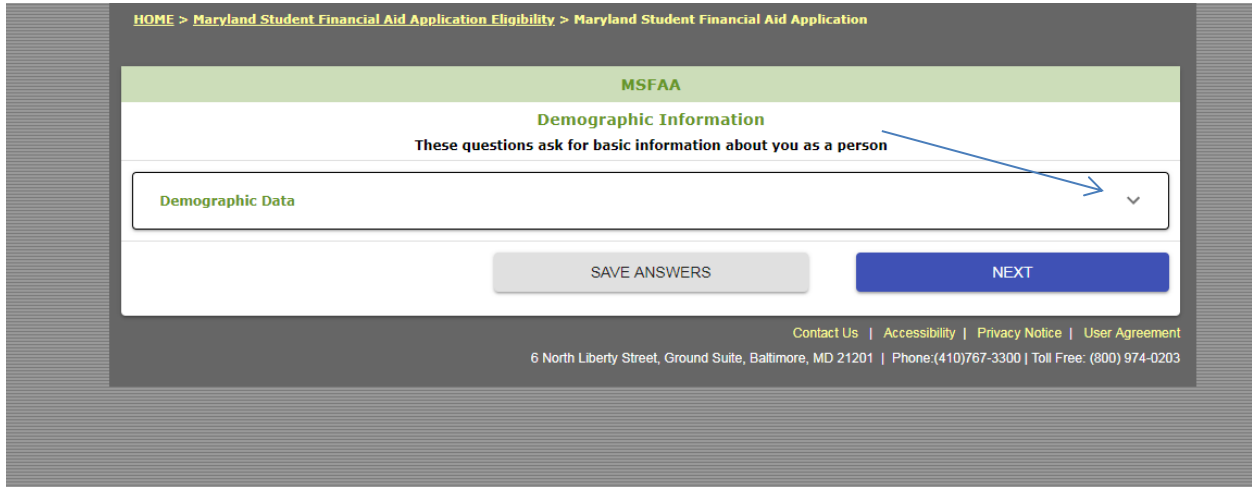 HOME > Maryland Student Financial Aid Application Eligibility > Maryland Student Financial Aid Application
MSFAA
Demographic Information
These questions ask for basic information about you as a person
Demographic Data
SAVE ANSWERS
NEXT
Contact Us | Accessibility | Privacy Notice | User Agreement
6 North Liberty Street, Ground Suite, Baltimore, MD 21201 | Phone:(410)767-3300 | Toll Free: (800) 974-0203